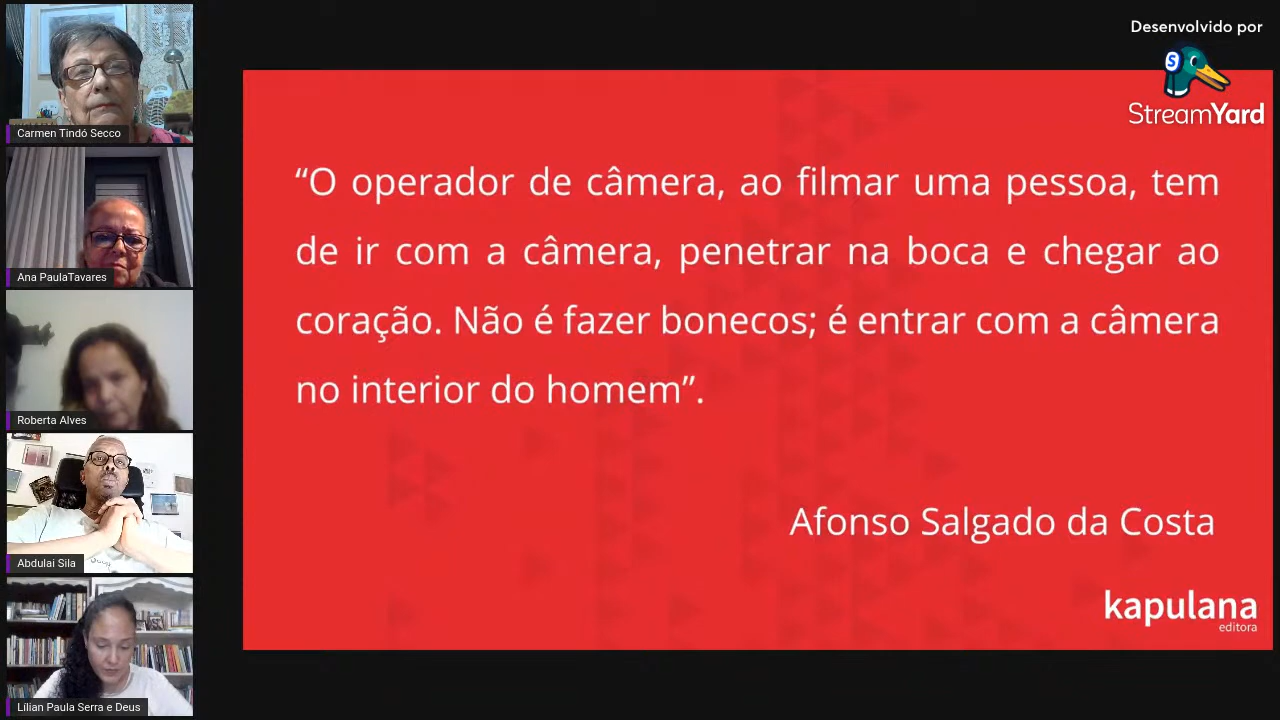 Carmen Tindó Secco
Ana PaulaTavares
Roberta Alves
Abdulai Sila
Lílian Paula Serra e Deus
Desenvolvido por
S
StreamYard
“O operador de câmera, ao filmar uma pessoa, tem
de ir com a câmera, penetrar na boca e chegar ao
coração. Não é fazer bonecos; é entrar com a câmera
no interior do homem”.
Afonso Salgado da Costa
kapulana
editora